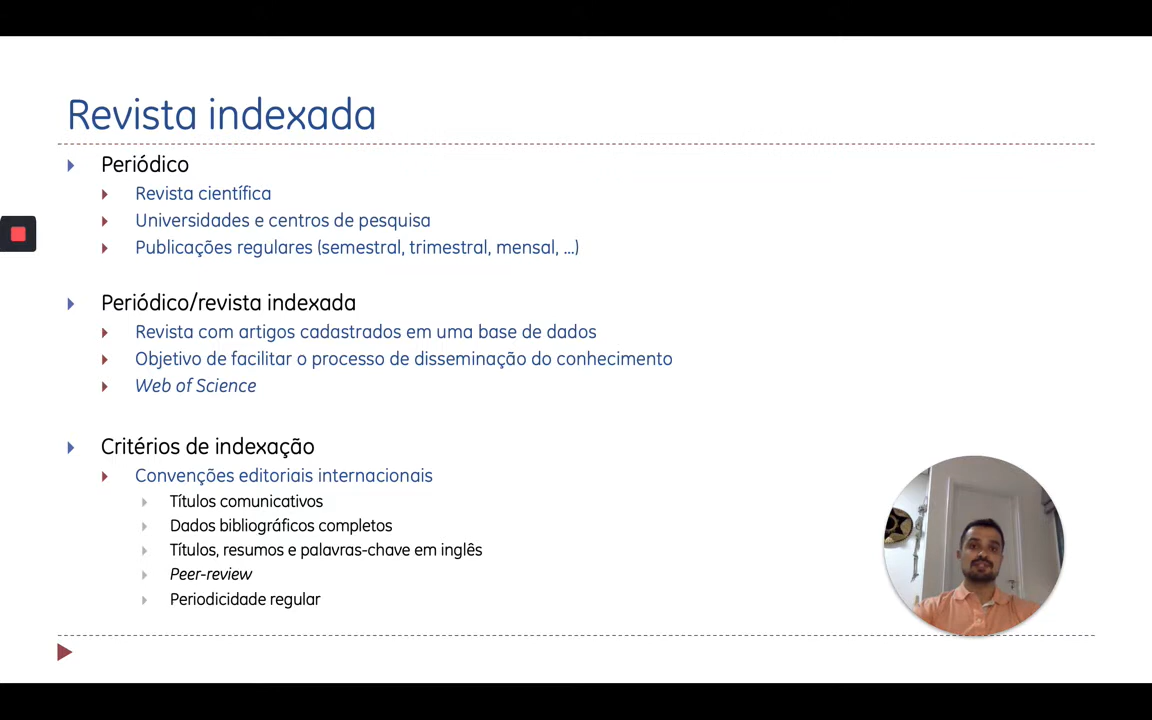 Revista indexada
Periódico
Revista científica
Universidades e centros de pesquisa
Publicações regulares (semestral, trimestral, mensal, ...)
Periódico/revista indexada
Revista com artigos cadastrados em uma base de dados
Objetivo de facilitar o processo de disseminação do conhecimento
Web of Science
Critérios de indexação
Convenções editoriais internacionais
Títulos comunicativos
Dados bibliográficos completos
Títulos, resumos e palavras-chave em inglês
Peer-review
Periodicidade regular